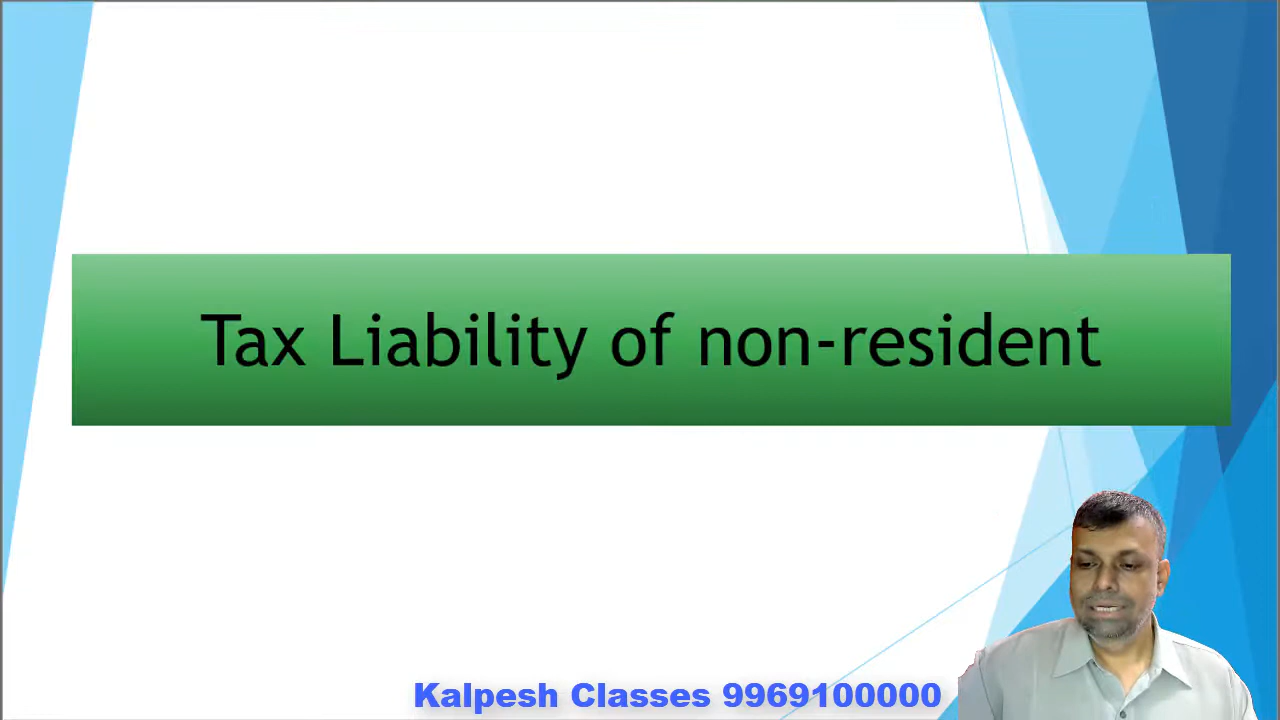 Tax Liability of non-resident
Kalpesh Classes 9969100000